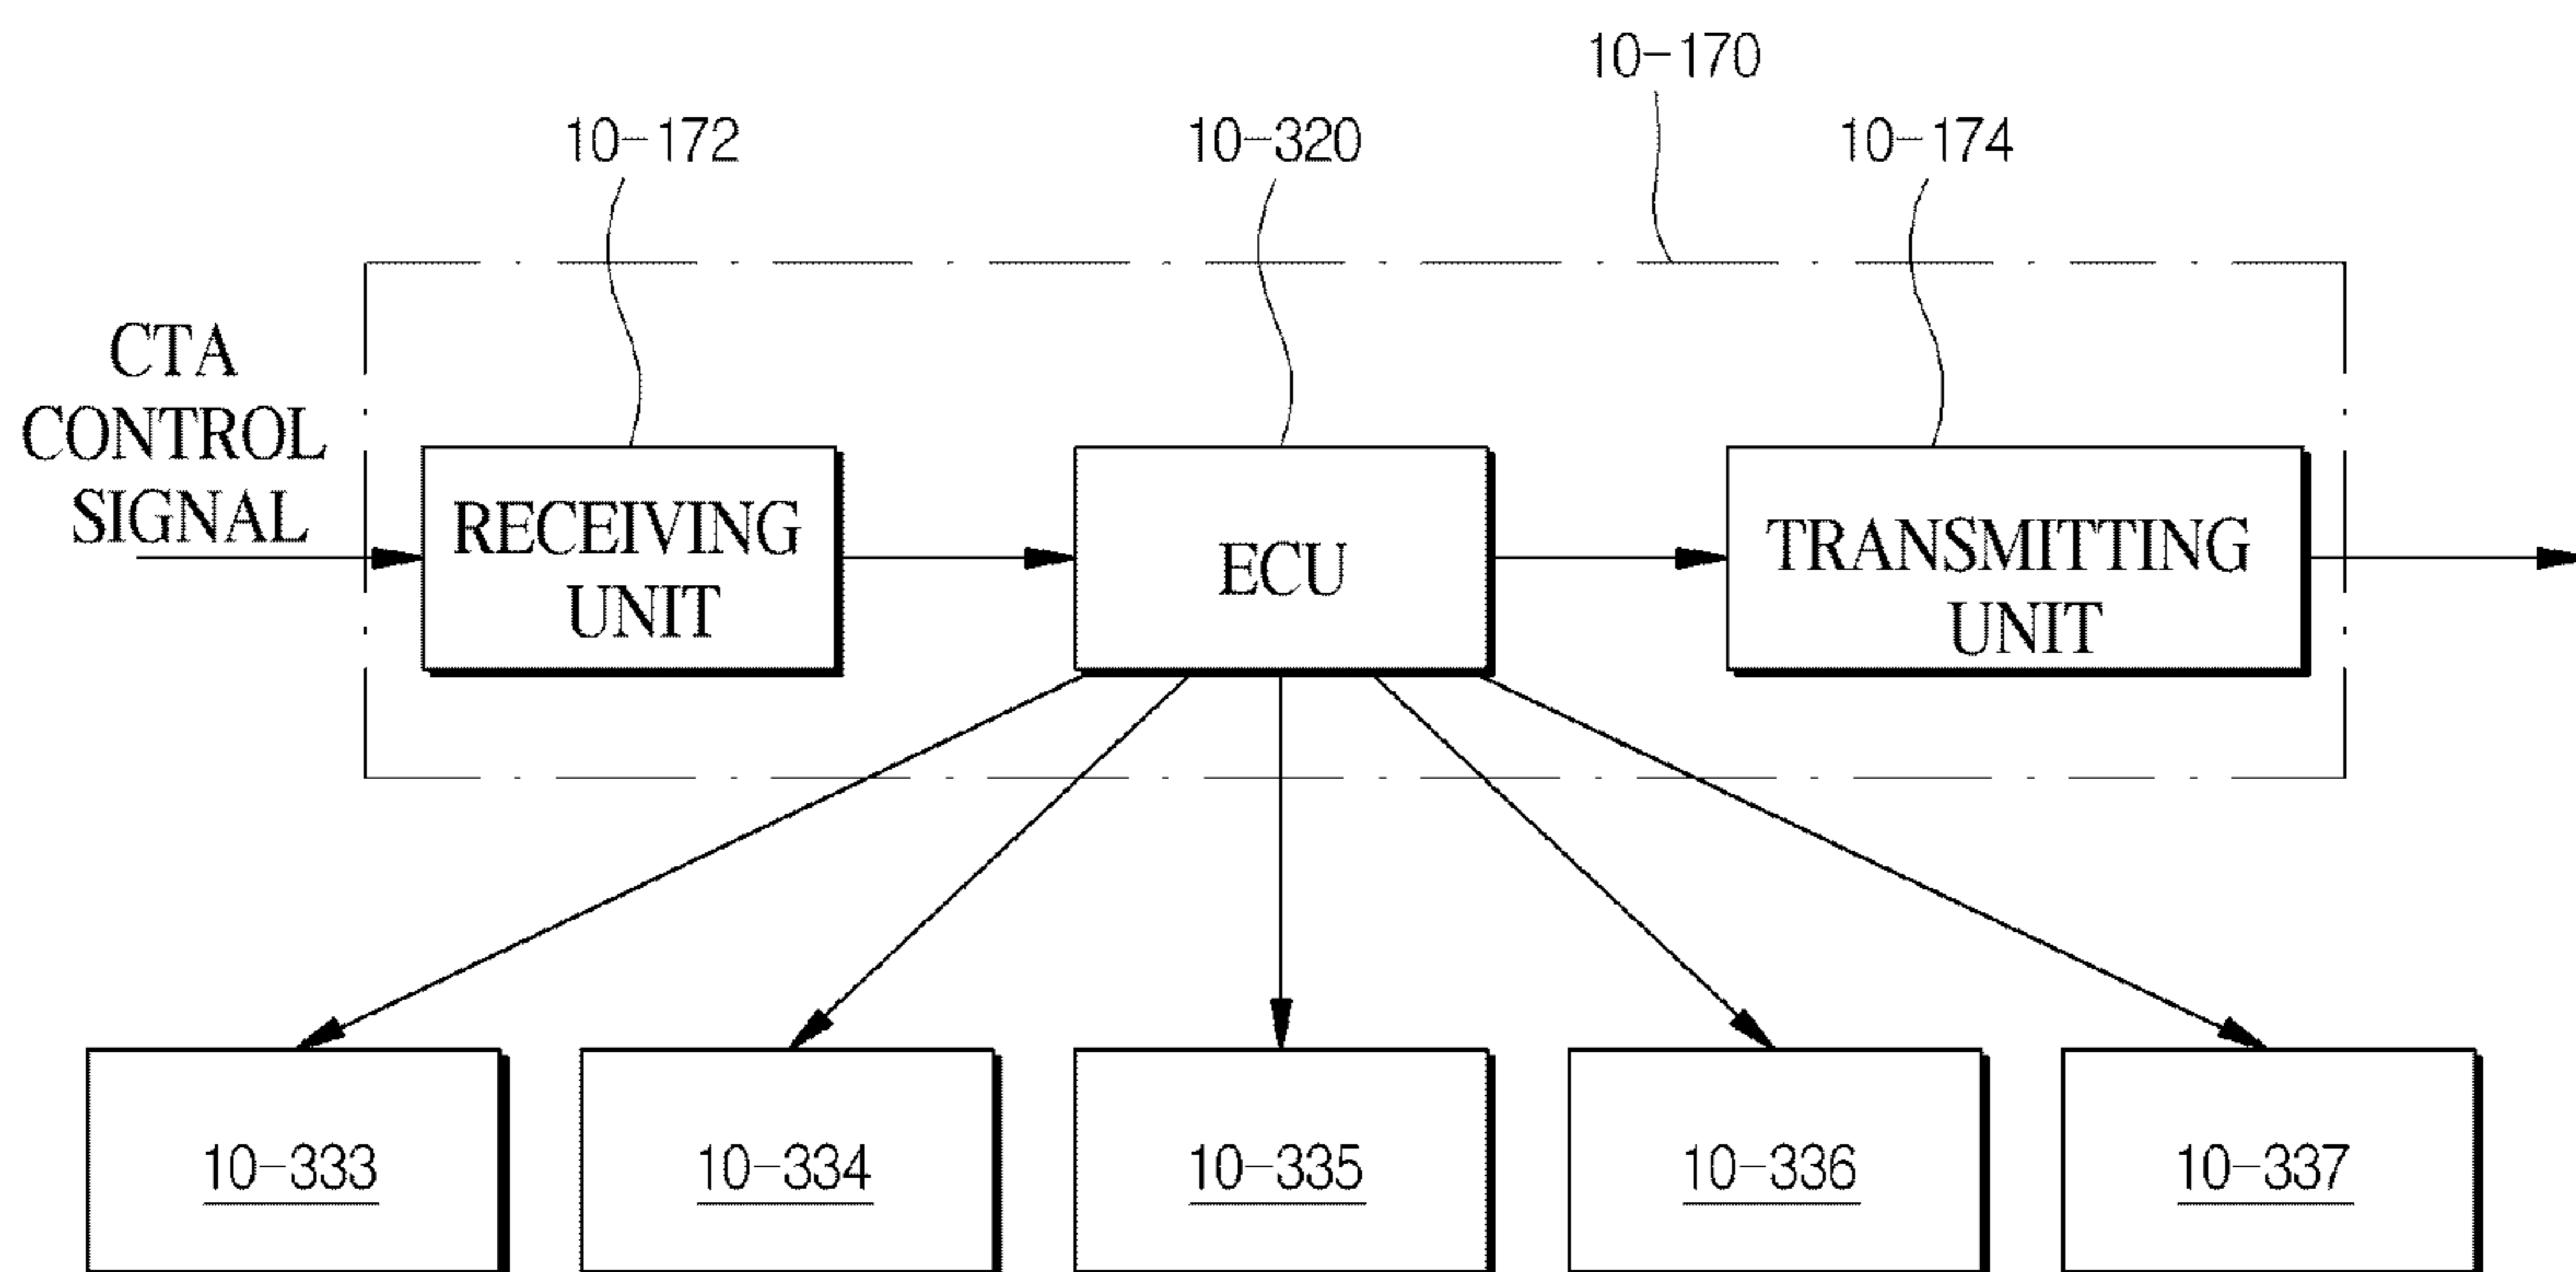 10-170
10-172
10-320
10-174
CTA
CONTROL
SIGNAL
RECEIVING
UNIT
ECU
TRANSMITTING
UNIT
10-333
10-334
10-335
10-336
10-337